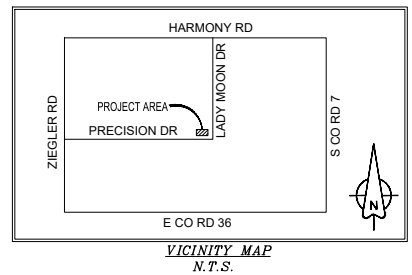 HARMONY RD
LADY MOON DR
PROJECT AREA
ZIEGLER RD
PRECISION DR
S CO RD 7
N
E CO RD 36
VICINITY MAP
N.T.S.